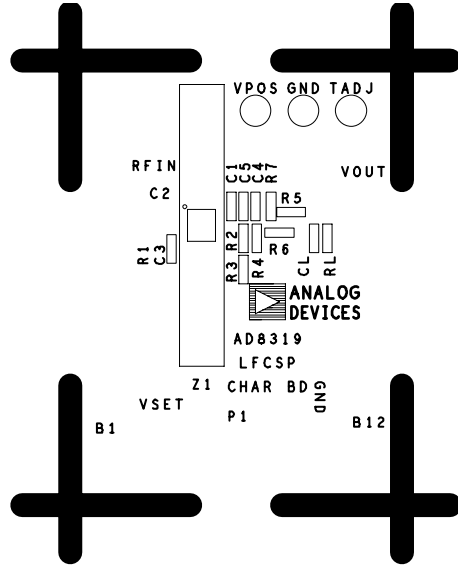 VPOS GND TADJ
RFIN
VOUT
C1
C5
C4
R7
C2
R5
R1
C3
R2
R6
R3
R4
CL
RL
ANALOG
DEVICES
AD8319
LFCSP
Z1
CHAR BD
GND
VSET
P1
B1
B12